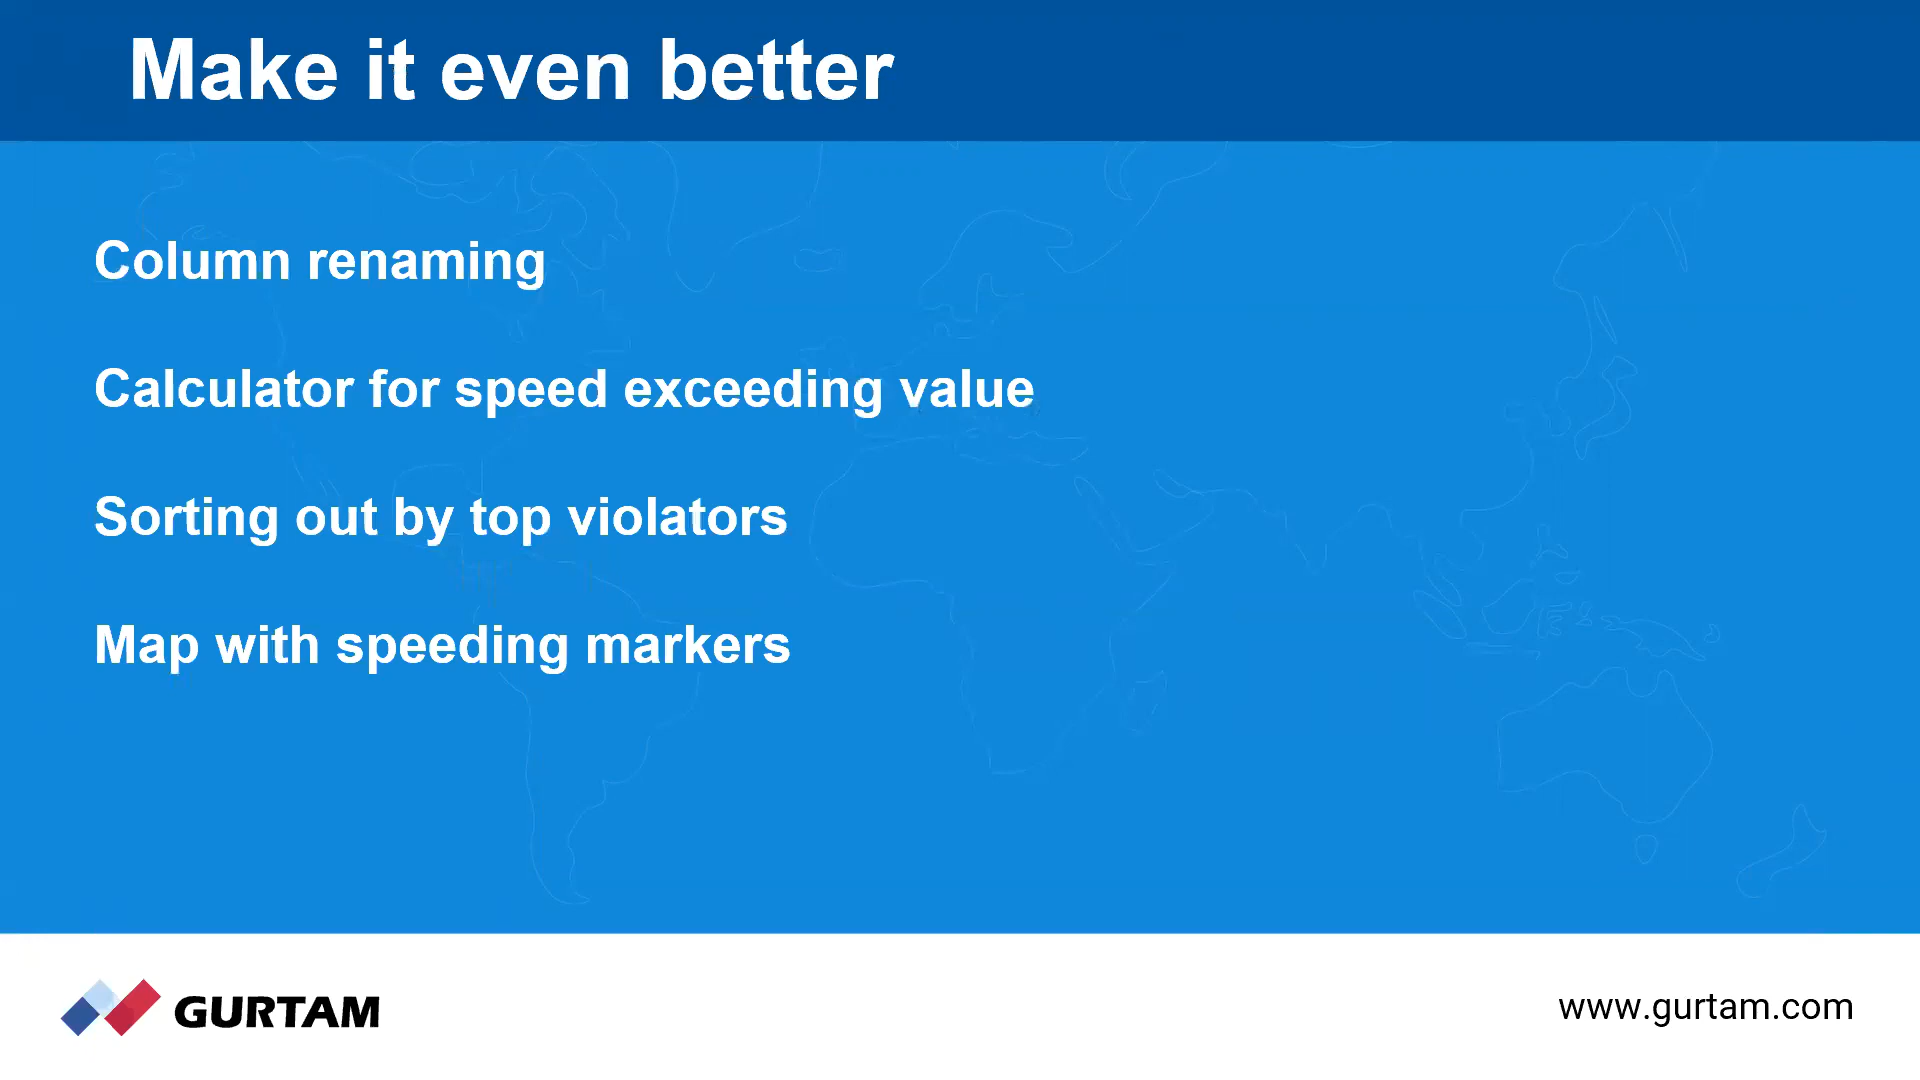 Make it even better
Column renaming
Calculator for speed exceeding value
Sorting out by top violators
Map with speeding markers
GURTAM
www.gurtam.com